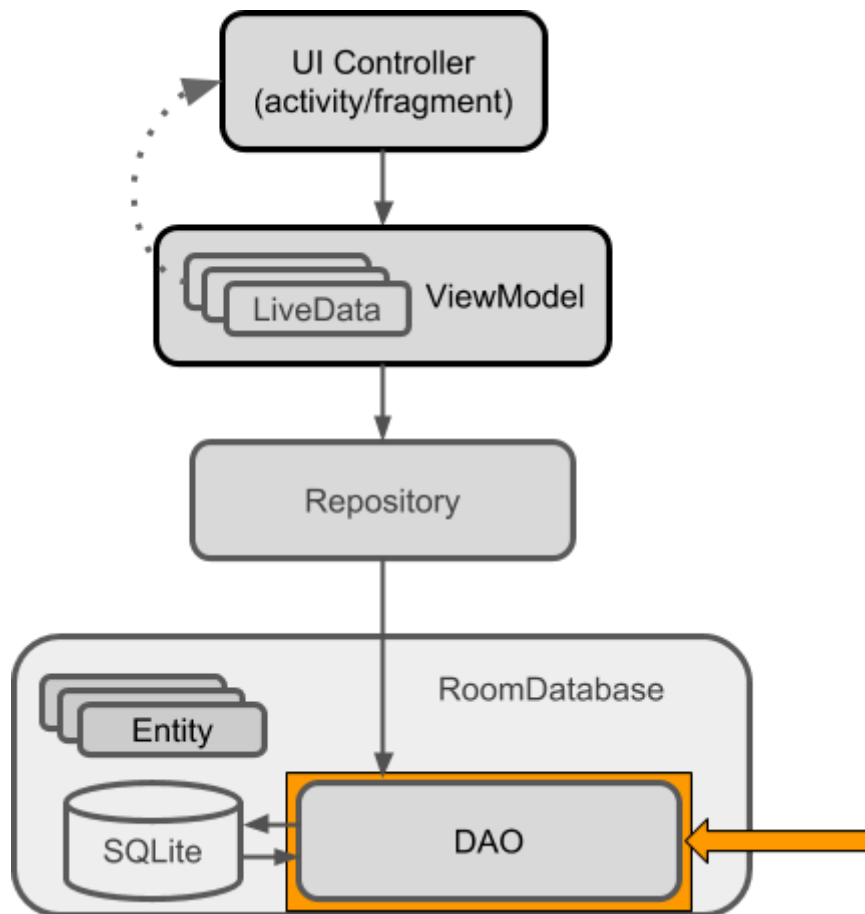 UI Controller
(activity/fragment)
LiveData
ViewModel
Repository
RoomDatabase
Entity
SQLite
DAO